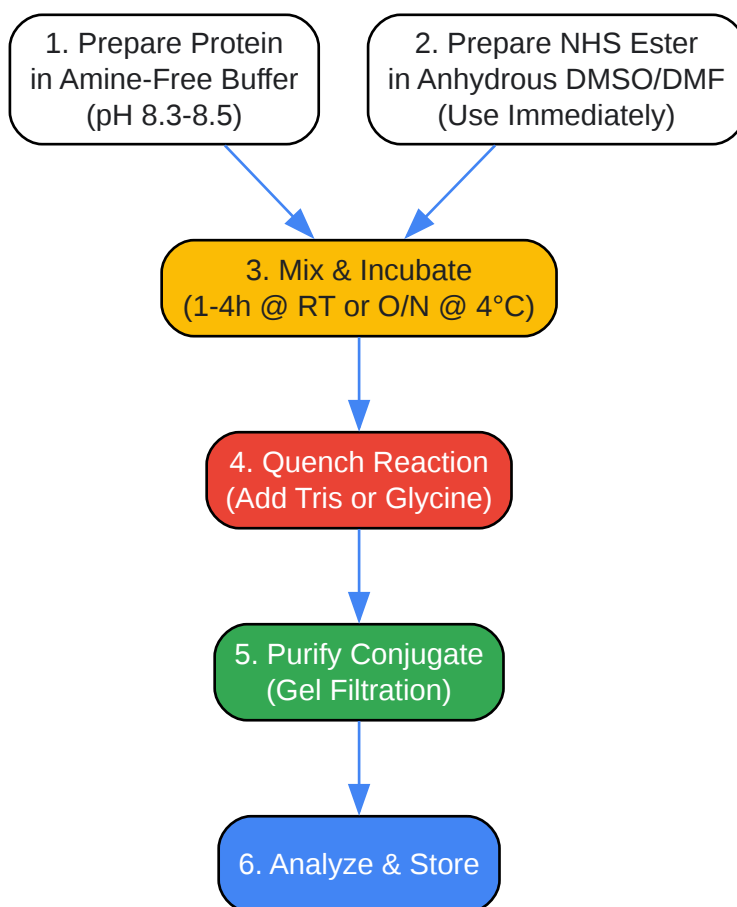 1. Prepare Protein
in Amine-Free Buffer
(pH 8.3-8.5)
2. Prepare NHS Ester
in Anhydrous DMSO/DMF
(Use Immediately)
3. Mix & Incubate
(1-4h @ RT or O/N @ 4°C)
4. Quench Reaction
(Add Tris or Glycine)
5. Purify Conjugate
(Gel Filtration)
6. Analyze & Store